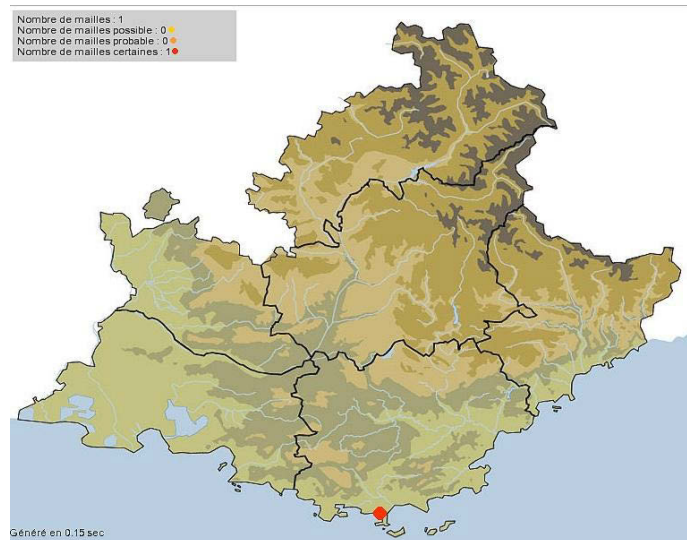 Nombre de mailles : 1
Nombre de mailles possible : 0
Nombre de mailles probable : 0
Nombre de mailles certaines : 1
Généré en 0.15 sec